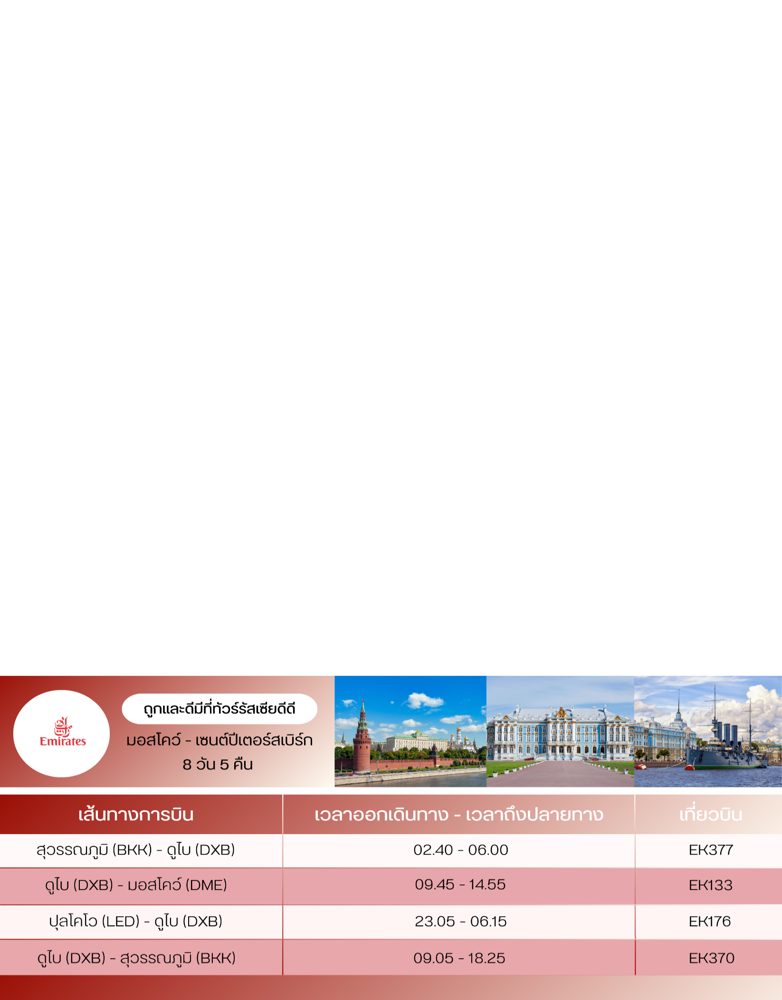 Emirates
ถูกและดีมีที่ทัวร์รัสเซียดีดี
มอสโคว์ - เซนต์ปีเตอร์สเบิร์ก
8 วัน 5 คืน
เส้นทางการบิน เวลาออกเดินทาง - เวลาถึงปลายทาง เที่ยวบิน
สุวรรณภูมิ (BKK) - ดูไบ (DXB) 02.40 - 06.00 EK377
ดูไบ (DXB) - มอสโคว์ (DME) 09.45 - 14.55 EK133
ปุลโคโว (LED) - ดูไบ (DXB) 23.05 - 06.15 EK176
ดูไบ (DXB) - สุวรรณภูมิ (BKK) 09.05 - 18.25 EK370